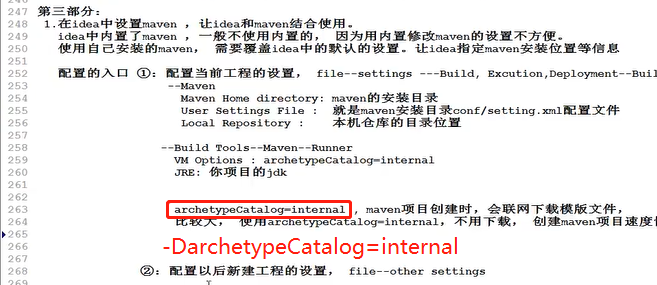 247 第三部分:
248 1.在idea中设置maven ，让idea和maven结合使用。
249 idea中内置了maven ，一般不使用内置的， 因为用内置修改maven的设置不方便。
250 使用自己安装的maven， 需要覆盖idea中的默认的设置。让idea指定maven安装位置等信息
251
252 配置的入口 ①：配置当前工程的设置， file--settings ---Build, Excution,Deployment--Buil
253 --Maven
254 Maven Home directory: maven的安装目录
255 User Settings File : 就是maven安装目录conf/setting.xml配置文件
256 Local Repository : 本机仓库的目录位置
257
258 --Build Tools--Maven--Runner
259 VM Options : archetypeCatalog=internal
260 JRE: 你项目的jdk
261
262
263 archetypeCatalog=internal , maven项目创建时，会联网下载模版文件，
264 比较大， 使用archetypeCatalog=internal，不用下载， 创建maven项目速度
265
-DarchetypeCatalog=internal
266
267
268 ②：配置以后新建工程的设置， file--other settings
269